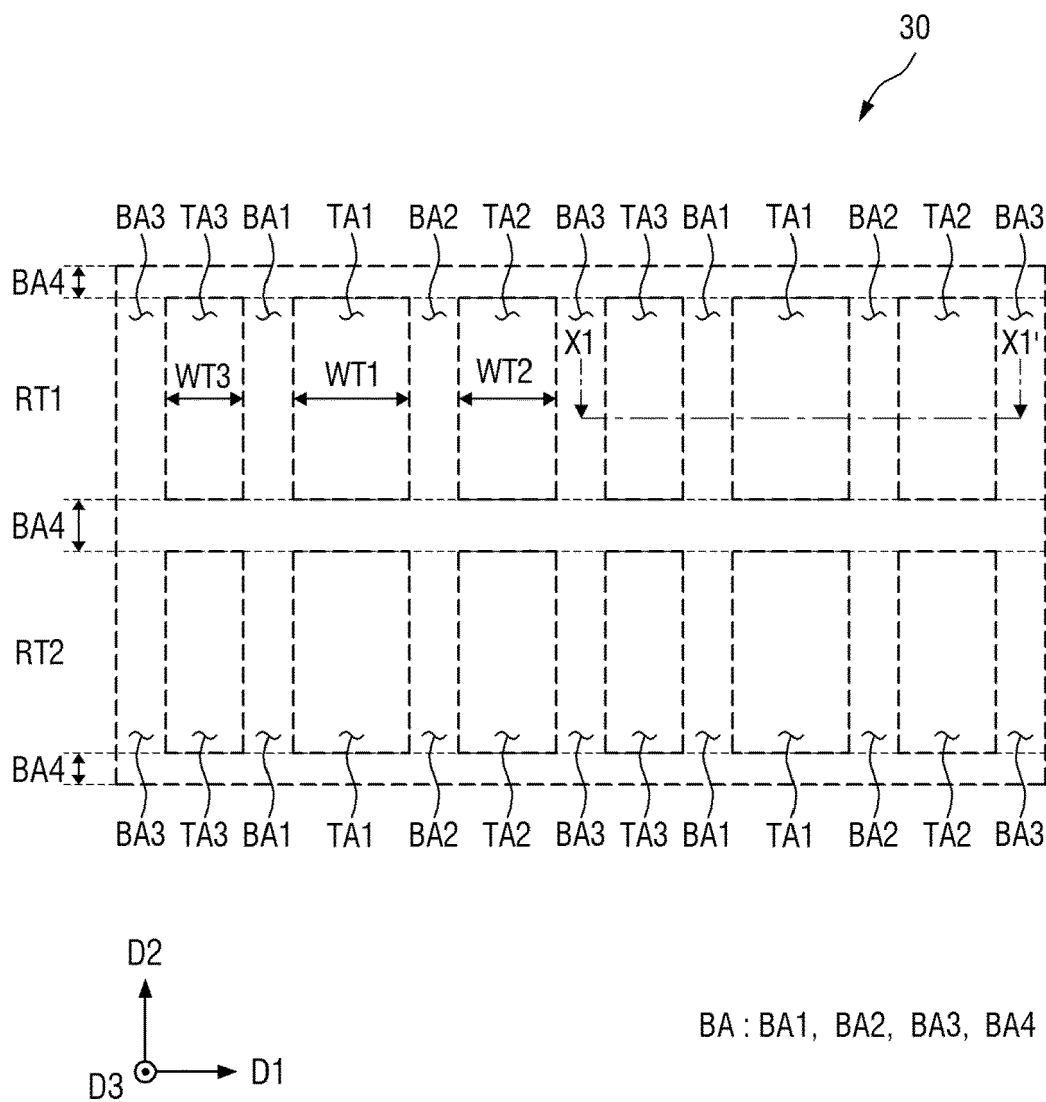 30
BA3 TA3 BA1 TA1 BA2 TA2 BA3 TA3 BA1 TA1 BA2 TA2 BA3
BA4
X1 X1'
WT3 WT1 WT2
RT1
BA4
RT2
BA4
BA3 TA3 BA1 TA1 BA2 TA2 BA3 TA3 BA1 TA1 BA2 TA2 BA3
D2
BA : BA1, BA2, BA3, BA4
D3 D1